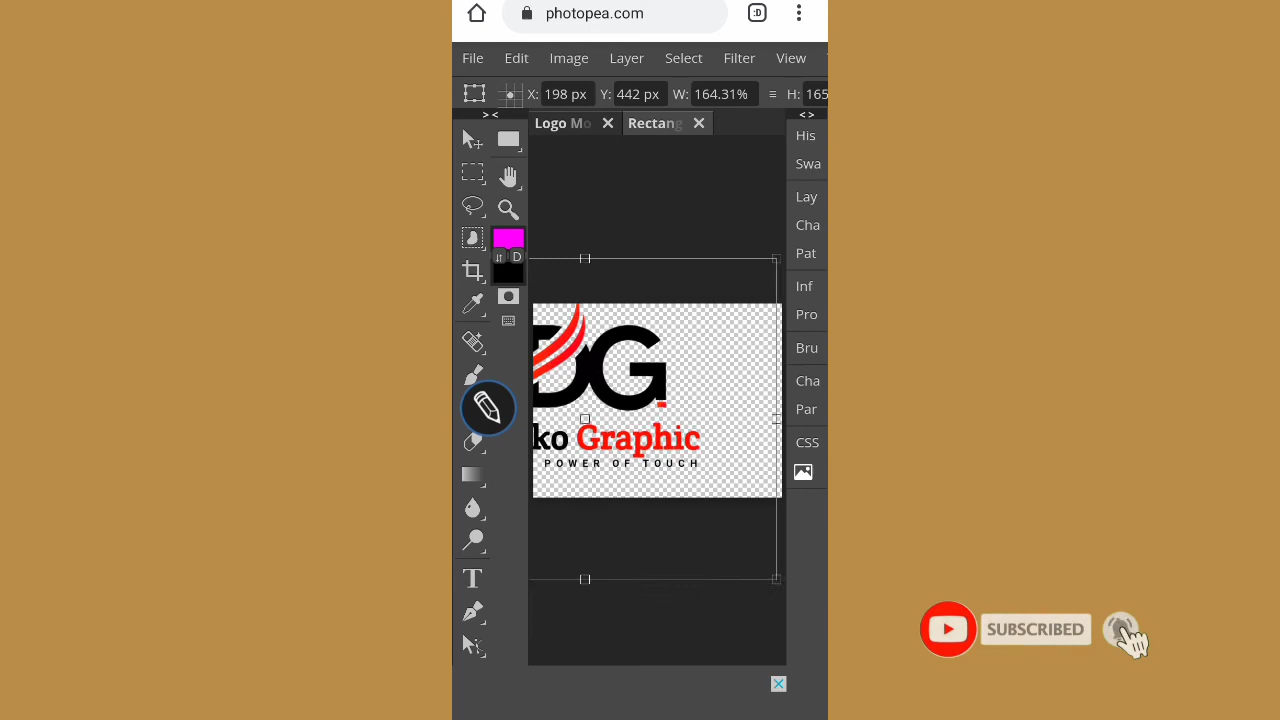 photopea.com :D
File Edit Image Layer Select Filter View
X: 198 px Y: 442 px W: 164.31% H: 165
> < < >
Logo Mo Rectang
His
Swa
Lay
Cha
Pat
Inf
Pro
Bru
Cha
Par
CSS
D
DG
ko Graphic
POWER OF TOUCH
T
SUBSCRIBED